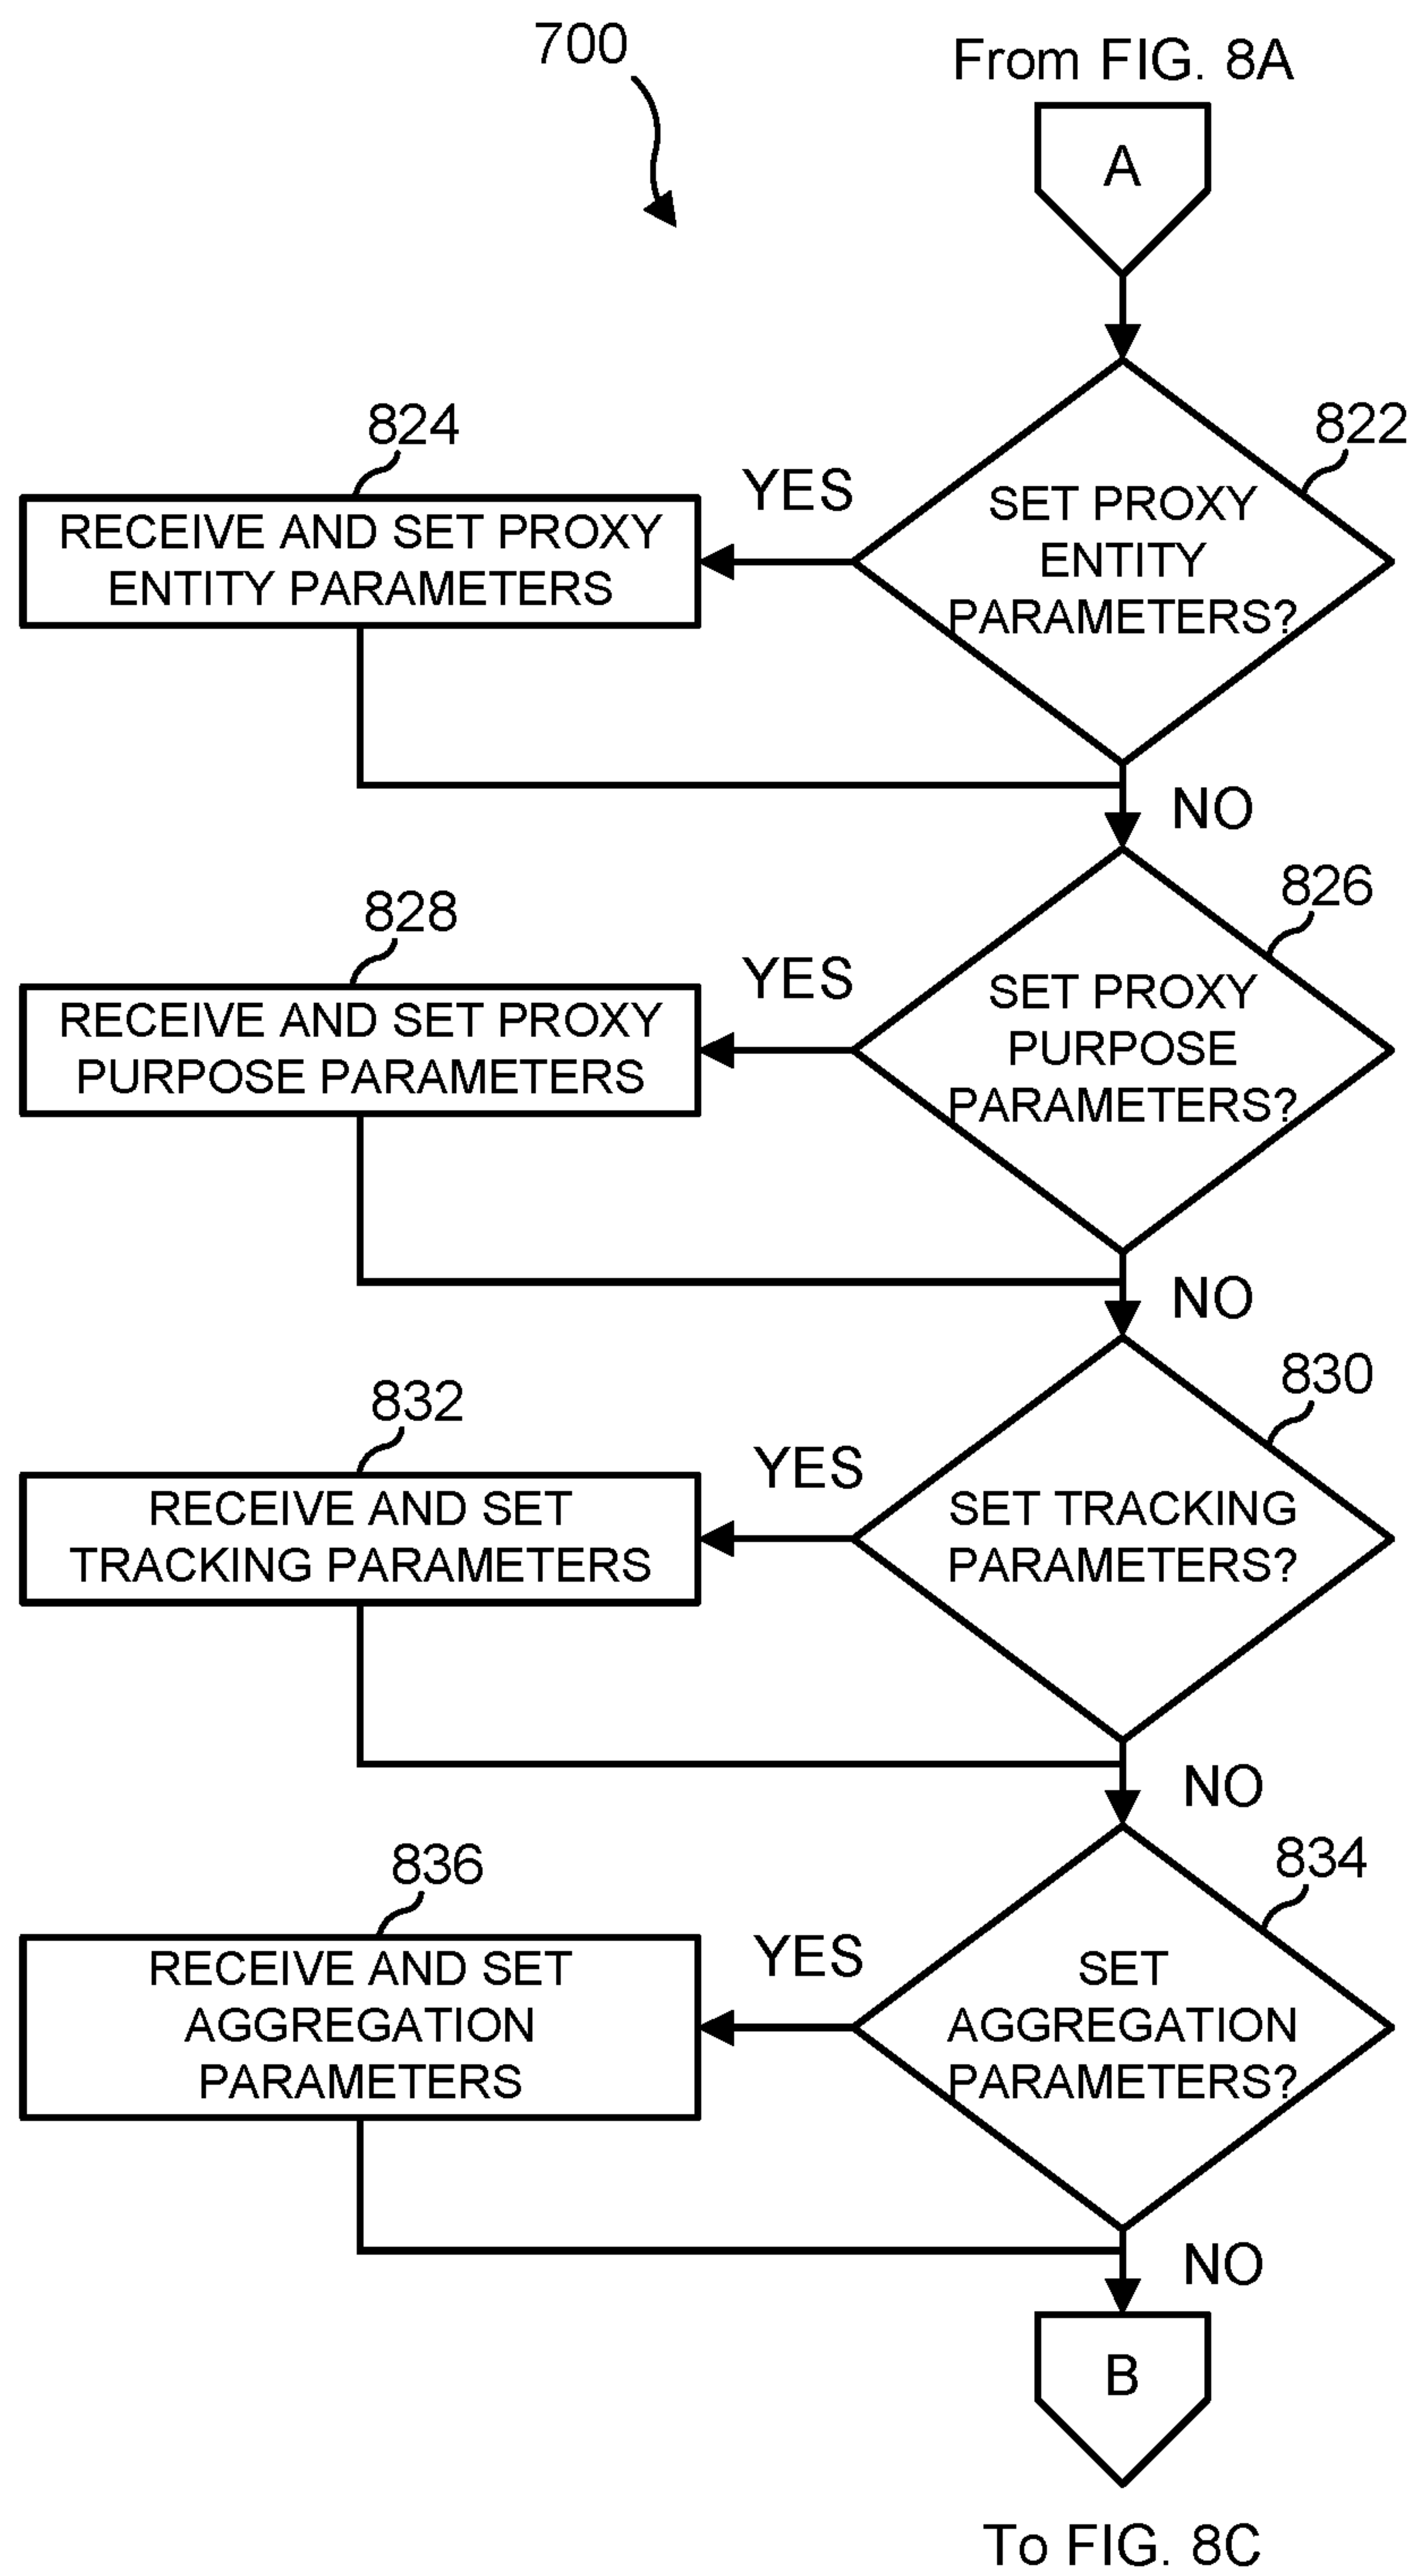 700
From FIG. 8A
A
822
SET PROXY
ENTITY
PARAMETERS?
YES
824
RECEIVE AND SET PROXY
ENTITY PARAMETERS
NO
826
SET PROXY
PURPOSE
PARAMETERS?
YES
828
RECEIVE AND SET PROXY
PURPOSE PARAMETERS
NO
830
SET TRACKING
PARAMETERS?
YES
832
RECEIVE AND SET
TRACKING PARAMETERS
NO
834
SET
AGGREGATION
PARAMETERS?
YES
836
RECEIVE AND SET
AGGREGATION
PARAMETERS
NO
B
To FIG. 8C